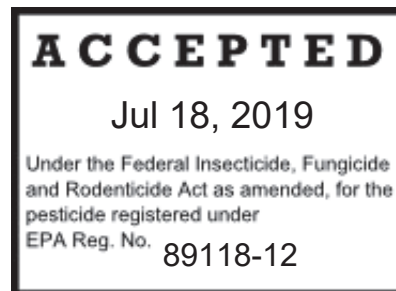 ACCEPTED
Jul 18, 2019
Under the Federal Insecticide, Fungicide
and Rodenticide Act as amended, for the
pesticide registered under
EPA Reg. No. 89118-12